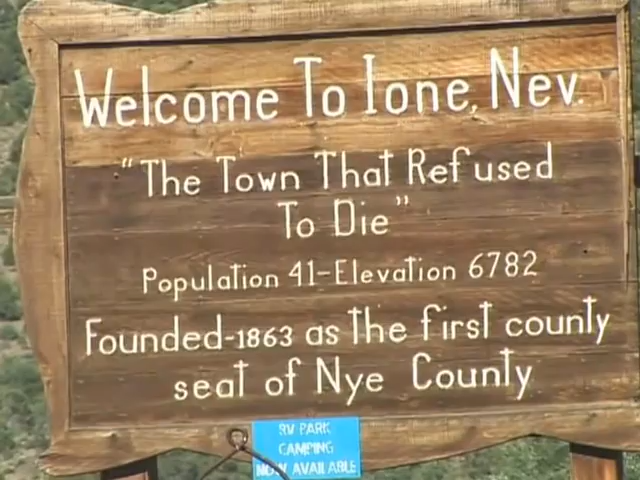 Welcome To Ione, Nev.
"The Town That Refused
To Die"
Population 41-Elevation 6782
Founded-1863 as the first county
seat of Nye County
RV PARK
CAMPING
NOW AVAILABLE